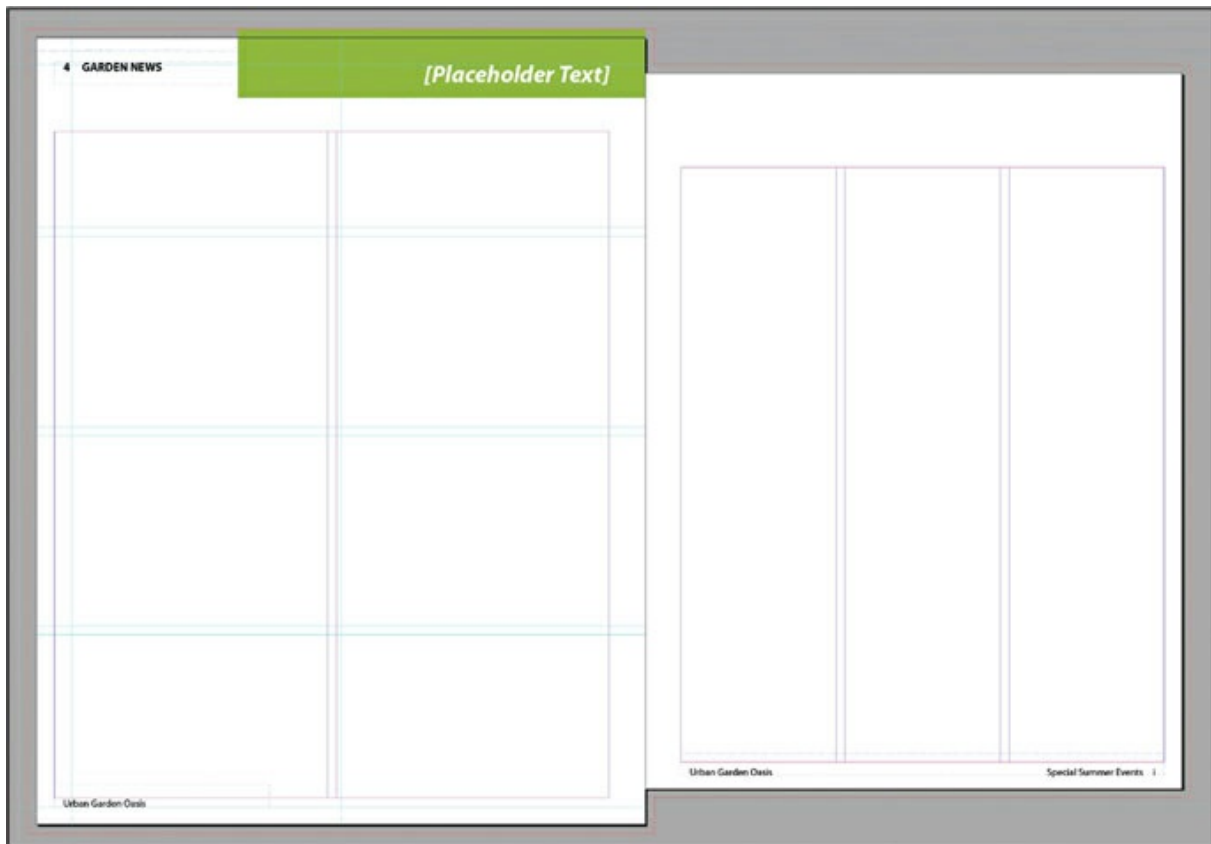 4 GARDEN NEWS
[Placeholder Text]
Urban Garden Oasis
Urban Garden Oasis
Special Summer Events i